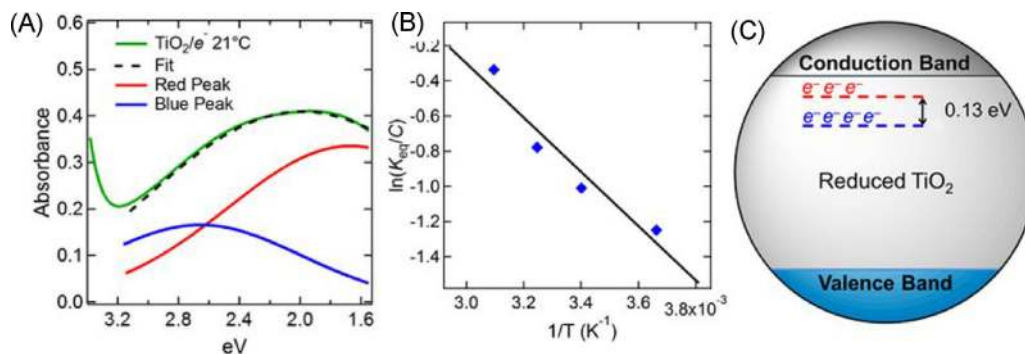 (A)
0.6
0.5
0.4
0.3
0.2
0.1
0.0
Absorbance
TiO₂/e⁻ 21°C
Fit
Red Peak
Blue Peak
3.2 2.8 2.4 2.0 1.6
eV
(B)
-0.2
-0.4
-0.6
-0.8
-1.0
-1.2
-1.4
ln(Keq/C)
3.0 3.2 3.4 3.6 3.8x10⁻³
1/T (K⁻¹)
(C)
Conduction Band
e⁻ e⁻ e⁻
0.13 eV
e⁻ e⁻ e⁻ e⁻
Reduced TiO₂
Valence Band